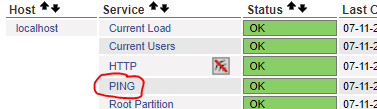 Host Service Status Last C
localhost Current Load OK 07-11-2
Current Users OK 07-11-2
HTTP OK 07-11-2
PING OK 07-11-2
Root Partition OK 07-11-2